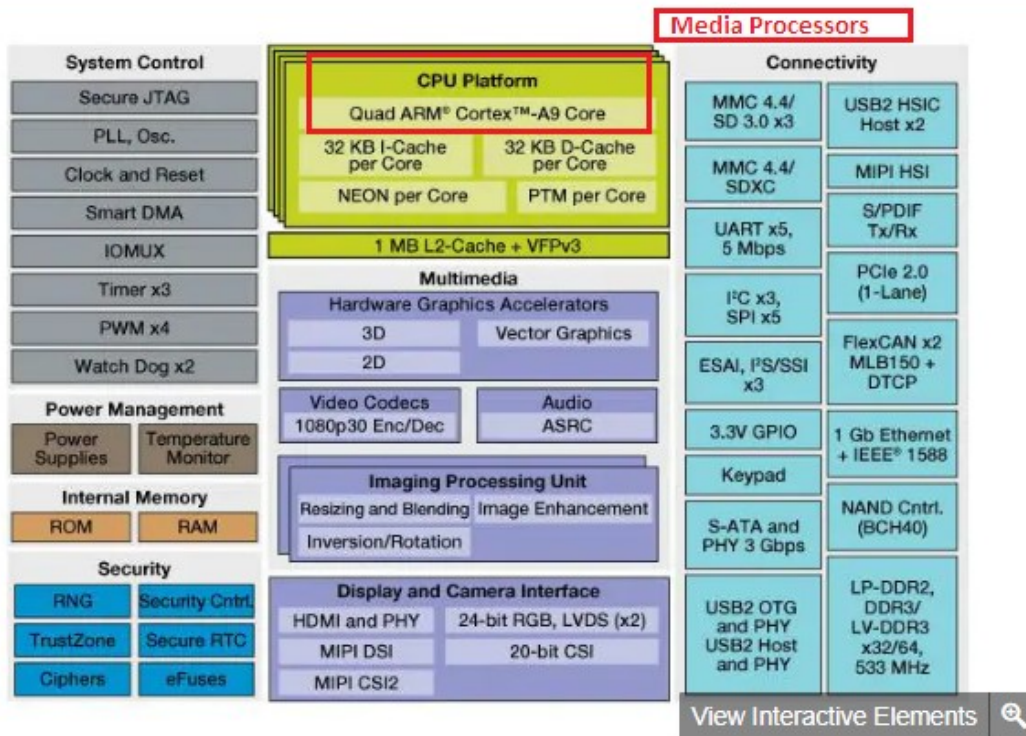 Media Processors
System Control
Secure JTAG
PLL, Osc.
Clock and Reset
Smart DMA
IOMUX
Timer x3
PWM x4
Watch Dog x2
Power Management
Power
Supplies
Temperature
Monitor
Internal Memory
ROM
RAM
Security
RNG
Security Cntrl.
TrustZone
Secure RTC
Ciphers
eFuses
CPU Platform
Quad ARM® Cortex™-A9 Core
32 KB I-Cache
per Core
32 KB D-Cache
per Core
NEON per Core
PTM per Core
1 MB L2-Cache + VFPv3
Multimedia
Hardware Graphics Accelerators
3D
Vector Graphics
2D
Video Codecs
1080p30 Enc/Dec
Audio
ASRC
Imaging Processing Unit
Resizing and Blending
Image Enhancement
Inversion/Rotation
Display and Camera Interface
HDMI and PHY
24-bit RGB, LVDS (x2)
MIPI DSI
20-bit CSI
MIPI CSI2
Connectivity
MMC 4.4/
SD 3.0 x3
MMC 4.4/
SDXC
UART x5,
5 Mbps
I²C x3,
SPI x5
ESAI, I²S/SSI
x3
3.3V GPIO
Keypad
S-ATA and
PHY 3 Gbps
USB2 OTG
and PHY
USB2 Host
and PHY
USB2 HSIC
Host x2
MIPI HSI
S/PDIF
Tx/Rx
PCIe 2.0
(1-Lane)
FlexCAN x2
MLB150 +
DTCP
1 Gb Ethernet
+ IEEE® 1588
NAND Cntrl.
(BCH40)
LP-DDR2,
DDR3/
LV-DDR3
x32/64,
533 MHz
View Interactive Elements